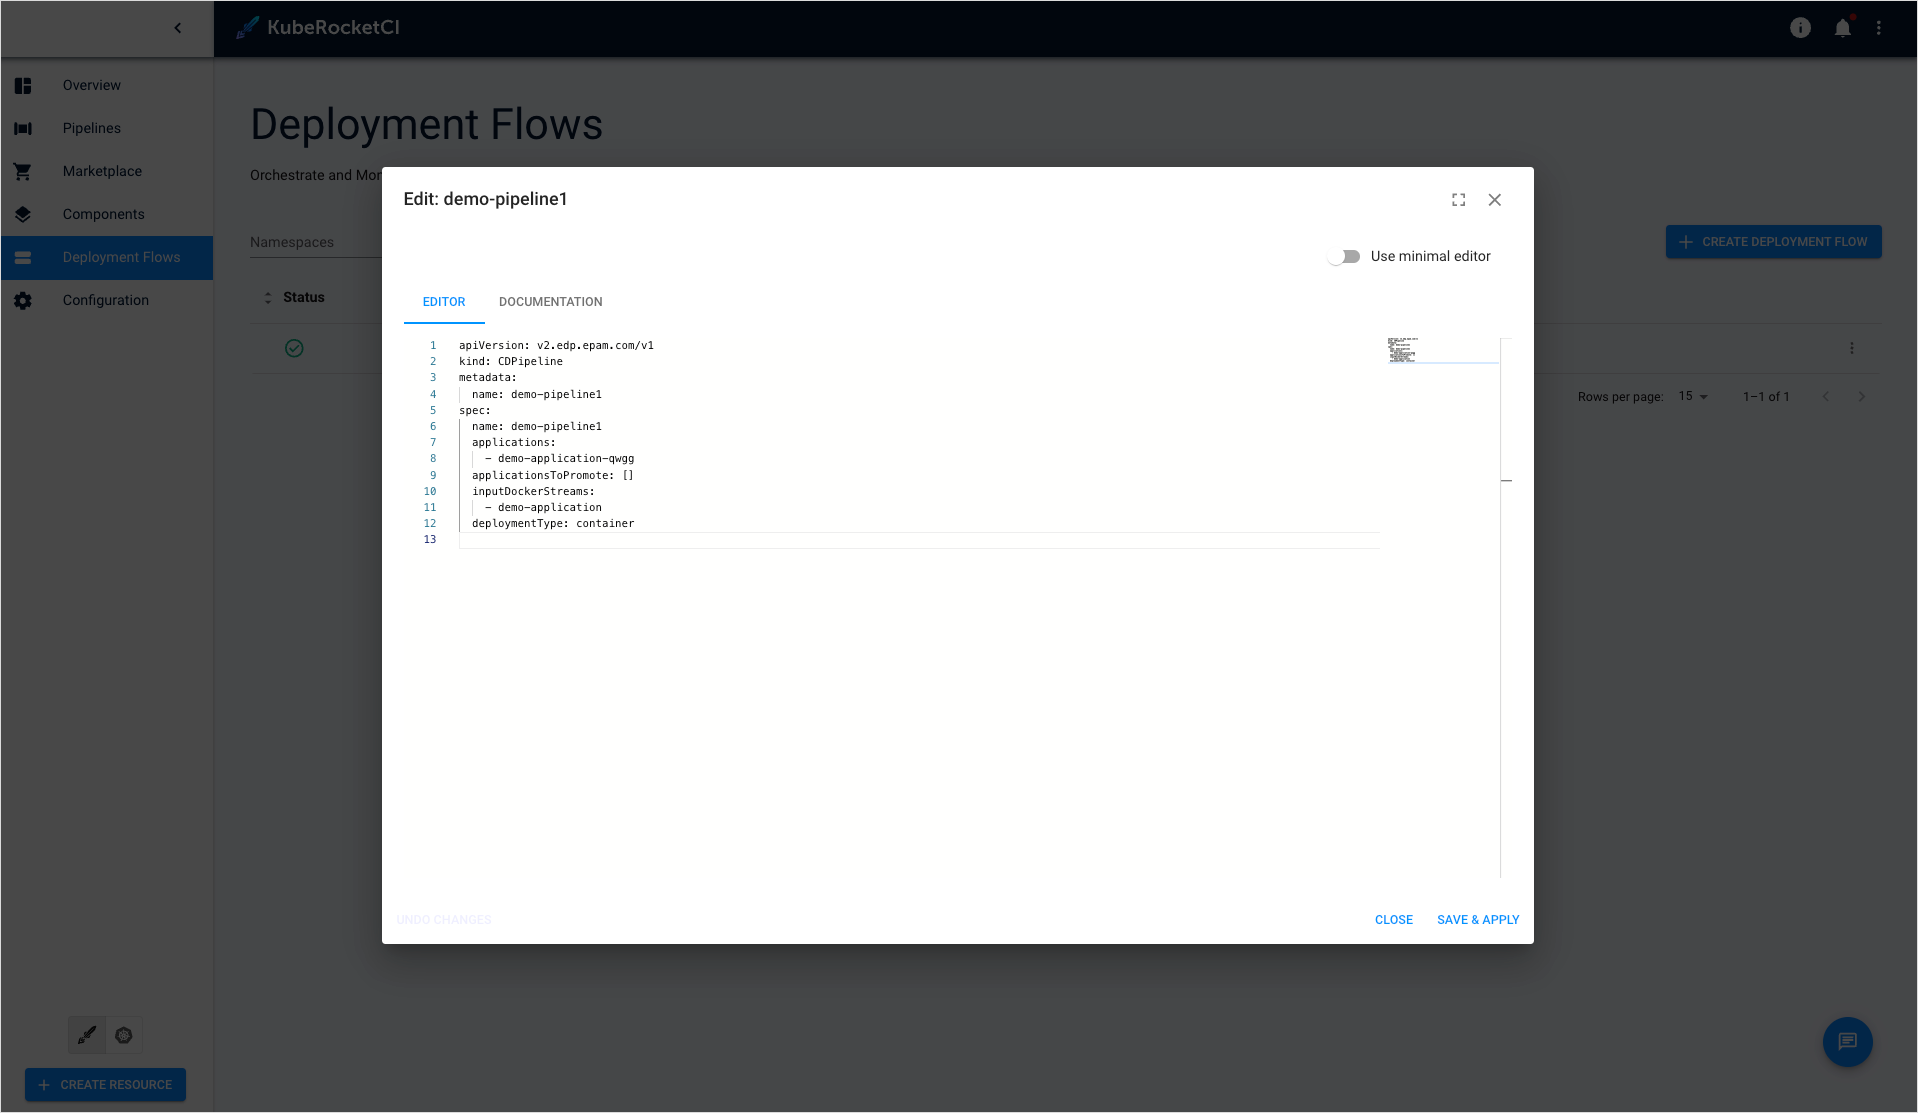 KubeRocketCI
Overview
Pipelines
Marketplace
Components
Deployment Flows
Configuration
CREATE RESOURCE
Deployment Flows
Orchestrate and Mon
Namespaces
CREATE DEPLOYMENT FLOW
Status
Rows per page: 15 1–1 of 1
Edit: demo-pipeline1
Use minimal editor
EDITOR DOCUMENTATION
1 apiVersion: v2.edp.epam.com/v1
2 kind: CDPipeline
3 metadata:
4 name: demo-pipeline1
5 spec:
6 name: demo-pipeline1
7 applications:
8 - demo-application-qwgg
9 applicationsToPromote: []
10 inputDockerStreams:
11 - demo-application
12 deploymentType: container
13
UNDO CHANGES CLOSE SAVE & APPLY